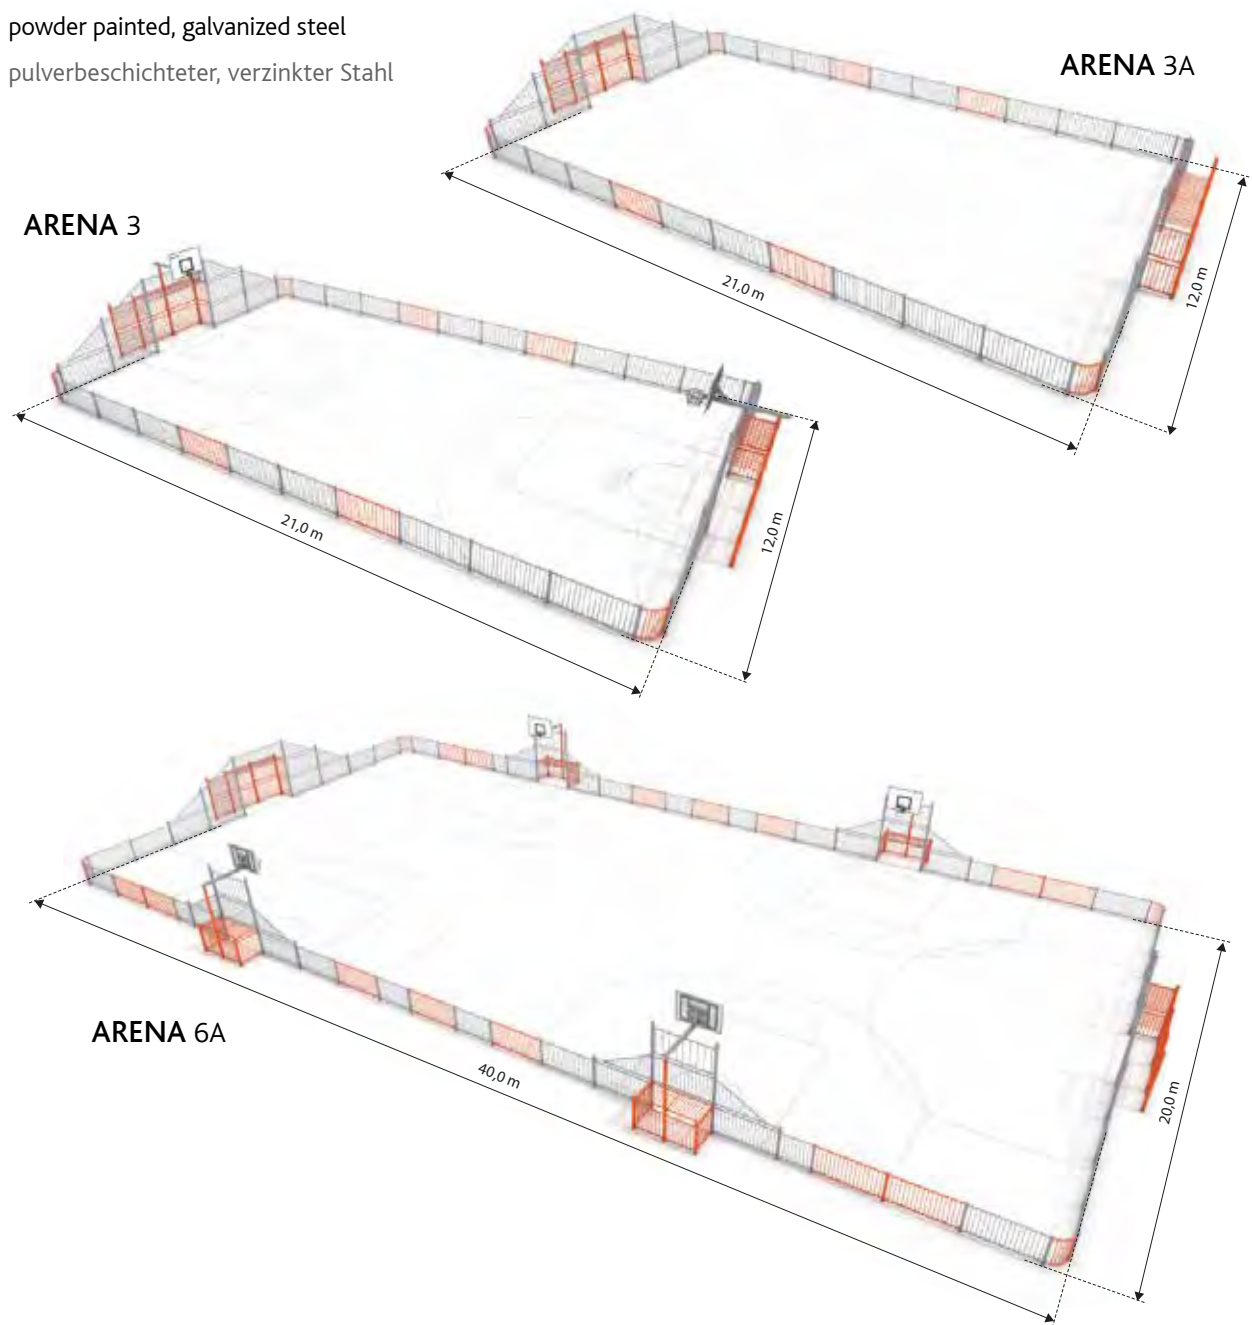 powder painted, galvanized steel
pulverbeschichteter, verzinkter Stahl
ARENA 3A
21,0 m
12,0 m
ARENA 3
21,0 m
12,0 m
ARENA 6A
40,0 m
20,0 m